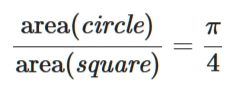 area(circle) / area(square) = π / 4